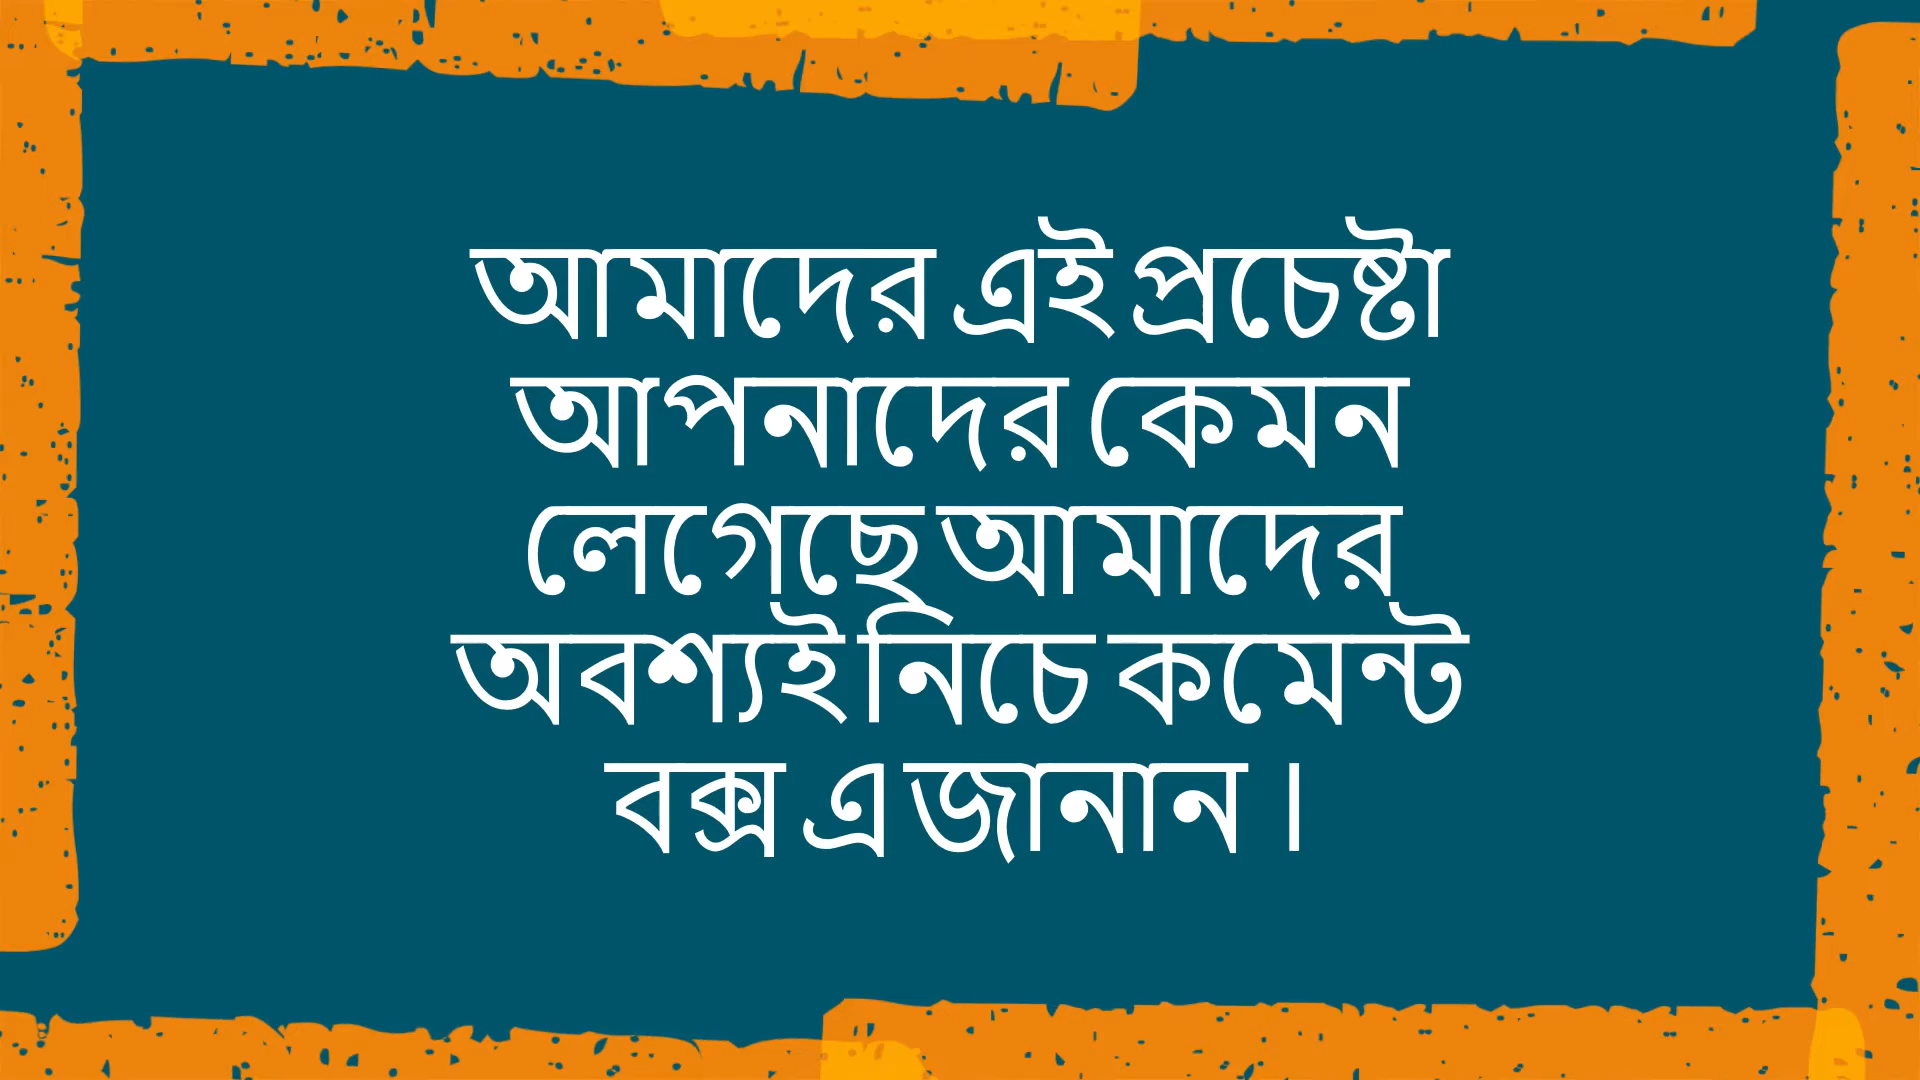 আমাদের এই প্রচেষ্টা
আপনাদের কেমন
লেগেছে আমাদের
অবশ্যই নিচে কমেন্ট
বক্স এ জানান ।